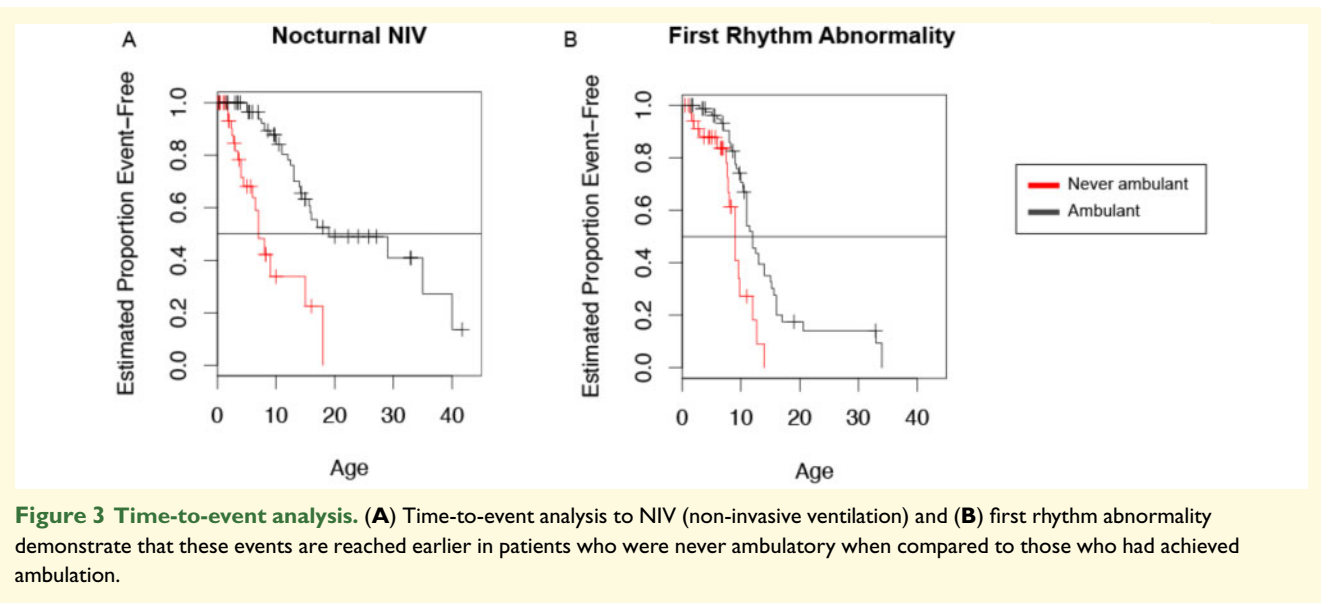 A
Nocturnal NIV
Estimated Proportion Event–Free
1.0
0.8
0.6
0.4
0.2
0.0
0 10 20 30 40
Age
B
First Rhythm Abnormality
Estimated Proportion Event–Free
1.0
0.8
0.6
0.4
0.2
0.0
0 10 20 30 40
Age
Never ambulant
Ambulant
Figure 3 Time-to-event analysis. (A) Time-to-event analysis to NIV (non-invasive ventilation) and (B) first rhythm abnormality
demonstrate that these events are reached earlier in patients who were never ambulatory when compared to those who had achieved
ambulation.